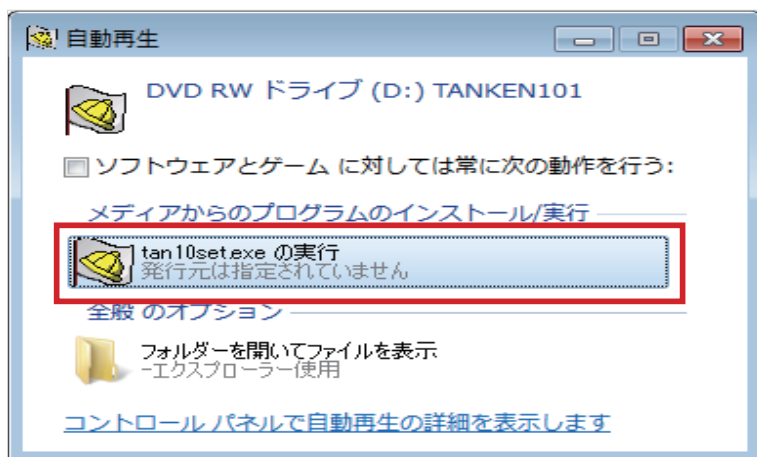 自動再生
DVD RW ドライブ (D:) TANKEN101
ソフトウェアとゲーム に対しては常に次の動作を行う:
メディアからのプログラムのインストール/実行
tan10set.exe の実行
発行元は指定されていません
全般 のオプション
フォルダーを開いてファイルを表示
-エクスプローラー使用
コントロール パネルで自動再生の詳細を表示します